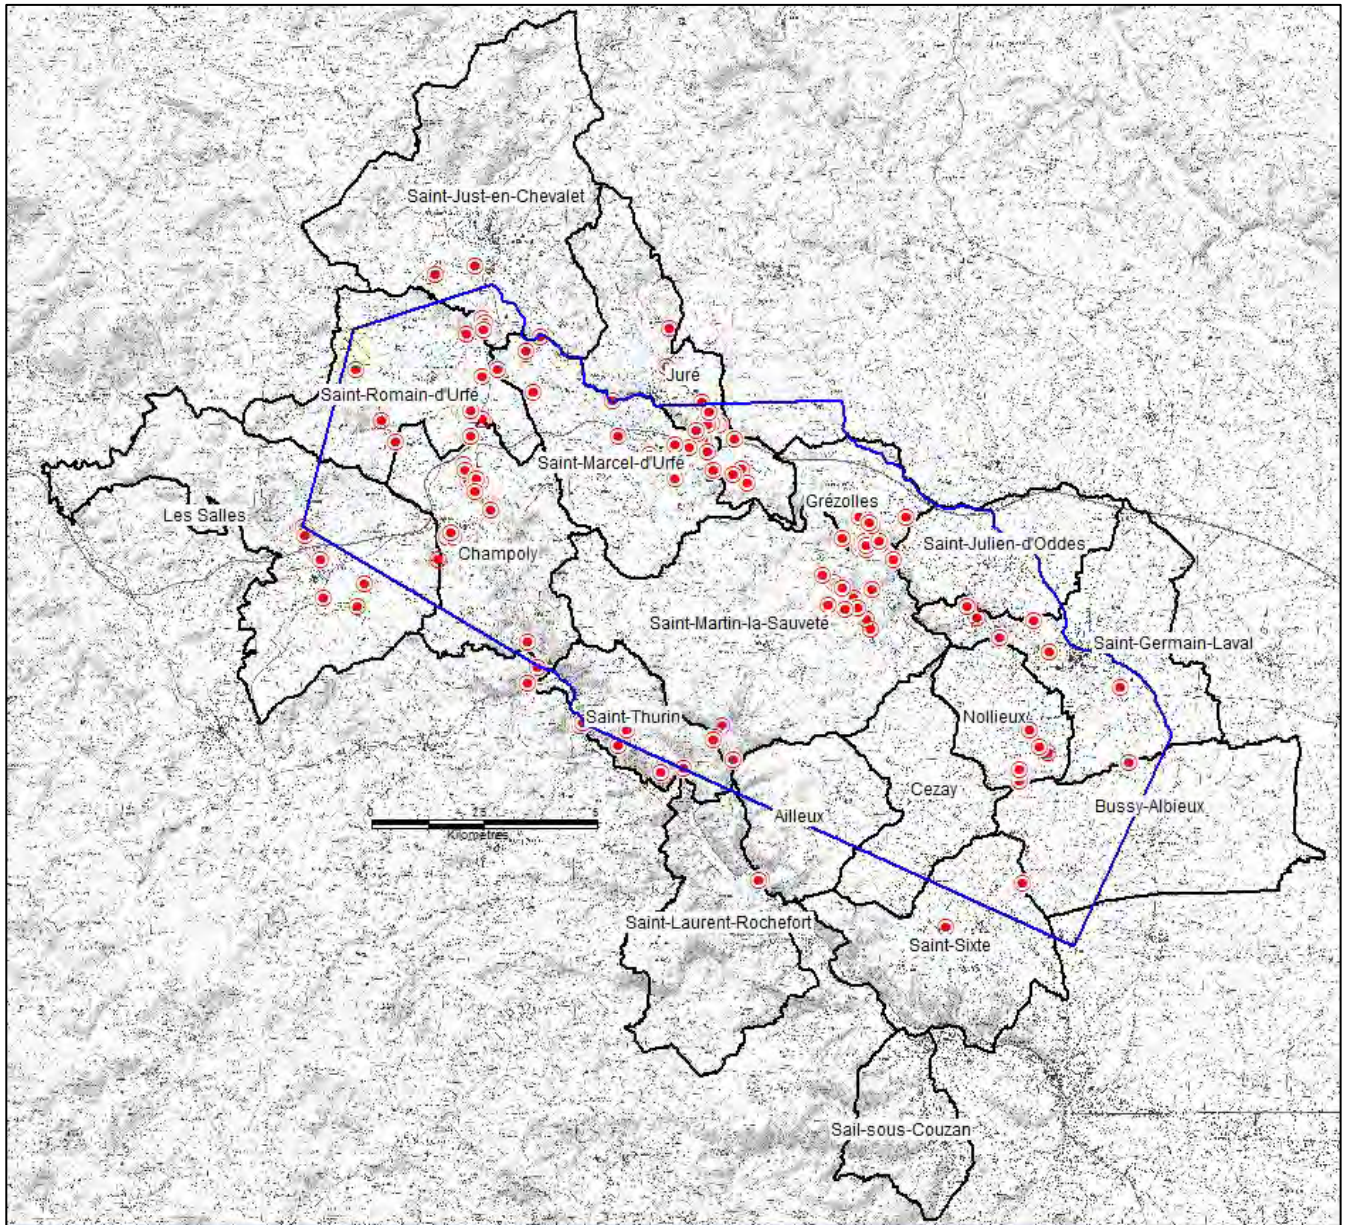 Saint-Just-en-Chevalet
Juré
Saint-Romain-d'Urfé
Saint-Marcel-d'Urfé
Grézolles
Les Salles
Saint-Julien-d'Oddes
Champoly
Saint-Martin-la-Sauveté
Saint-Germain-Laval
Saint-Thurin
Nollieux
Cezay
Bussy-Albieux
Ailleux
0 2.5
Kilomètres
Saint-Laurent-Rochefort
Saint-Sixte
Sail-sous-Couzan